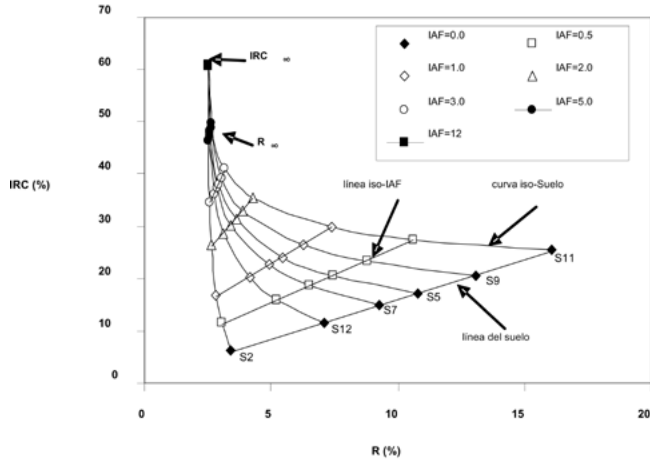 70
60
50
40
30
20
10
0
IRC (%)
0
5
10
15
20
R (%)
IRC ∞
R ∞
IAF=0.0
IAF=0.5
IAF=1.0
IAF=2.0
IAF=3.0
IAF=5.0
IAF=12
línea iso-IAF
curva iso-Suelo
línea del suelo
S11
S9
S5
S7
S12
S2